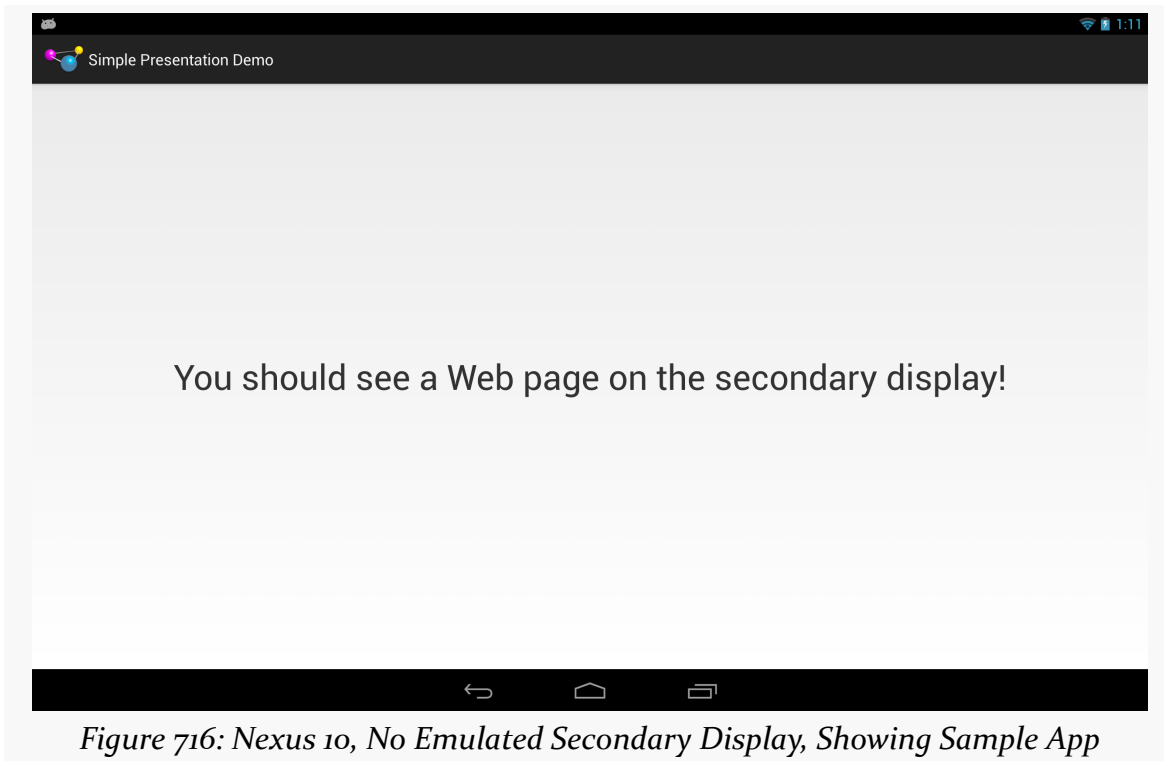 1:11
Simple Presentation Demo
You should see a Web page on the secondary display!
Figure 716: Nexus 10, No Emulated Secondary Display, Showing Sample App